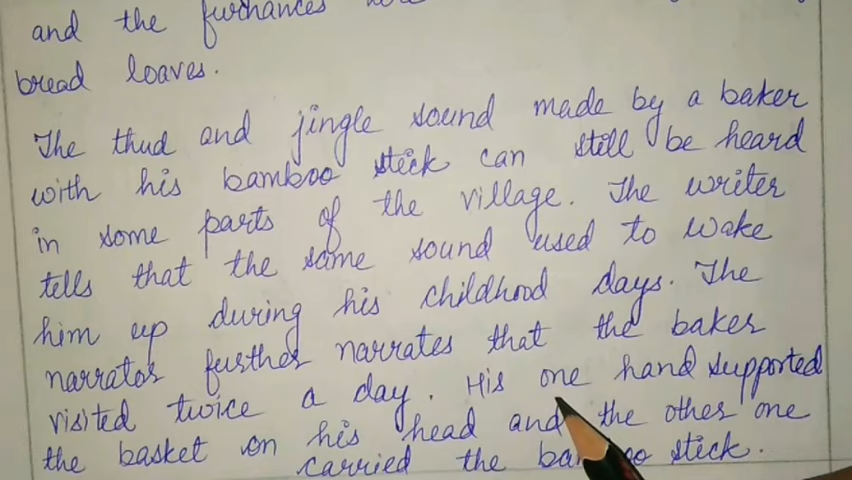 and the furnances
bread loaves.
The thud and jingle sound made by a baker
with his bamboo stick can still be heard
in some parts of the village. The writer
tells that the same sound used to wake
him up during his childhood days. The
narrator further narrates that the baker
visited twice a day. His one hand supported
the basket on his head and the other one
carried the bamboo stick.